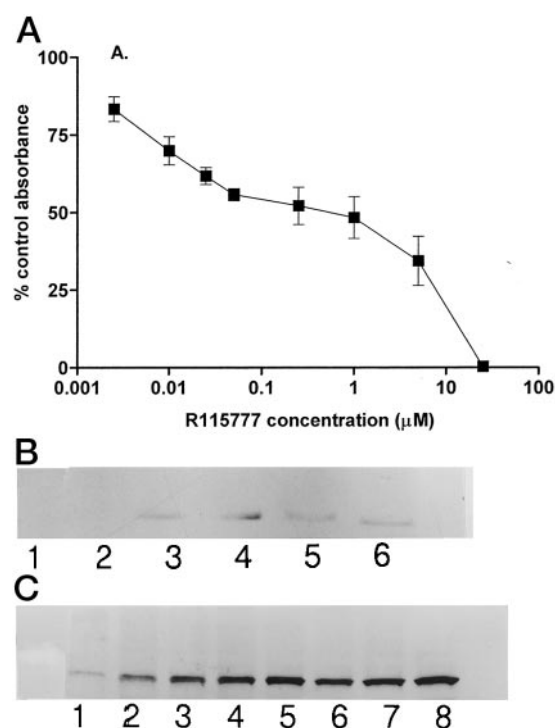 A
A.
% control absorbance
100
75
50
25
0
0.001 0.01 0.1 1 10 100
R115777 concentration (μM)
B
1 2 3 4 5 6
C
1 2 3 4 5 6 7 8